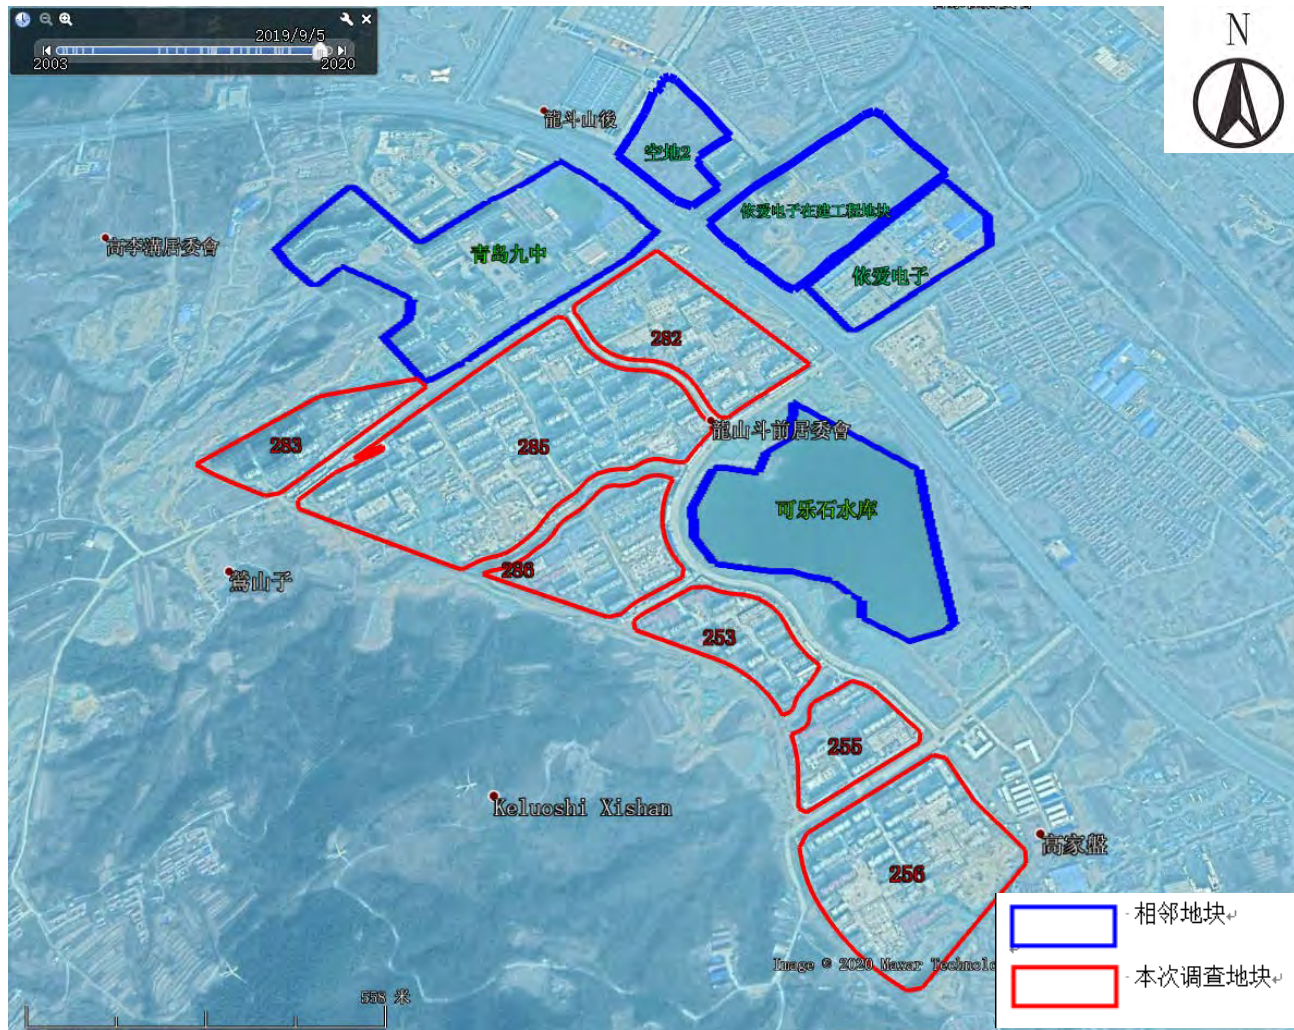 2019/9/5
2003
2020
N
龍斗山後
空地2
依爱电子在建工程地块
高李溝居委會
青岛九中
依爱电子
282
龍山斗前居委會
283
285
可乐石水库
286
鶯山子
253
255
Keluoshi Xishan
高家盤
256
相邻地块
Image © 2020 Maxar Technolo
本次调查地块
558 米